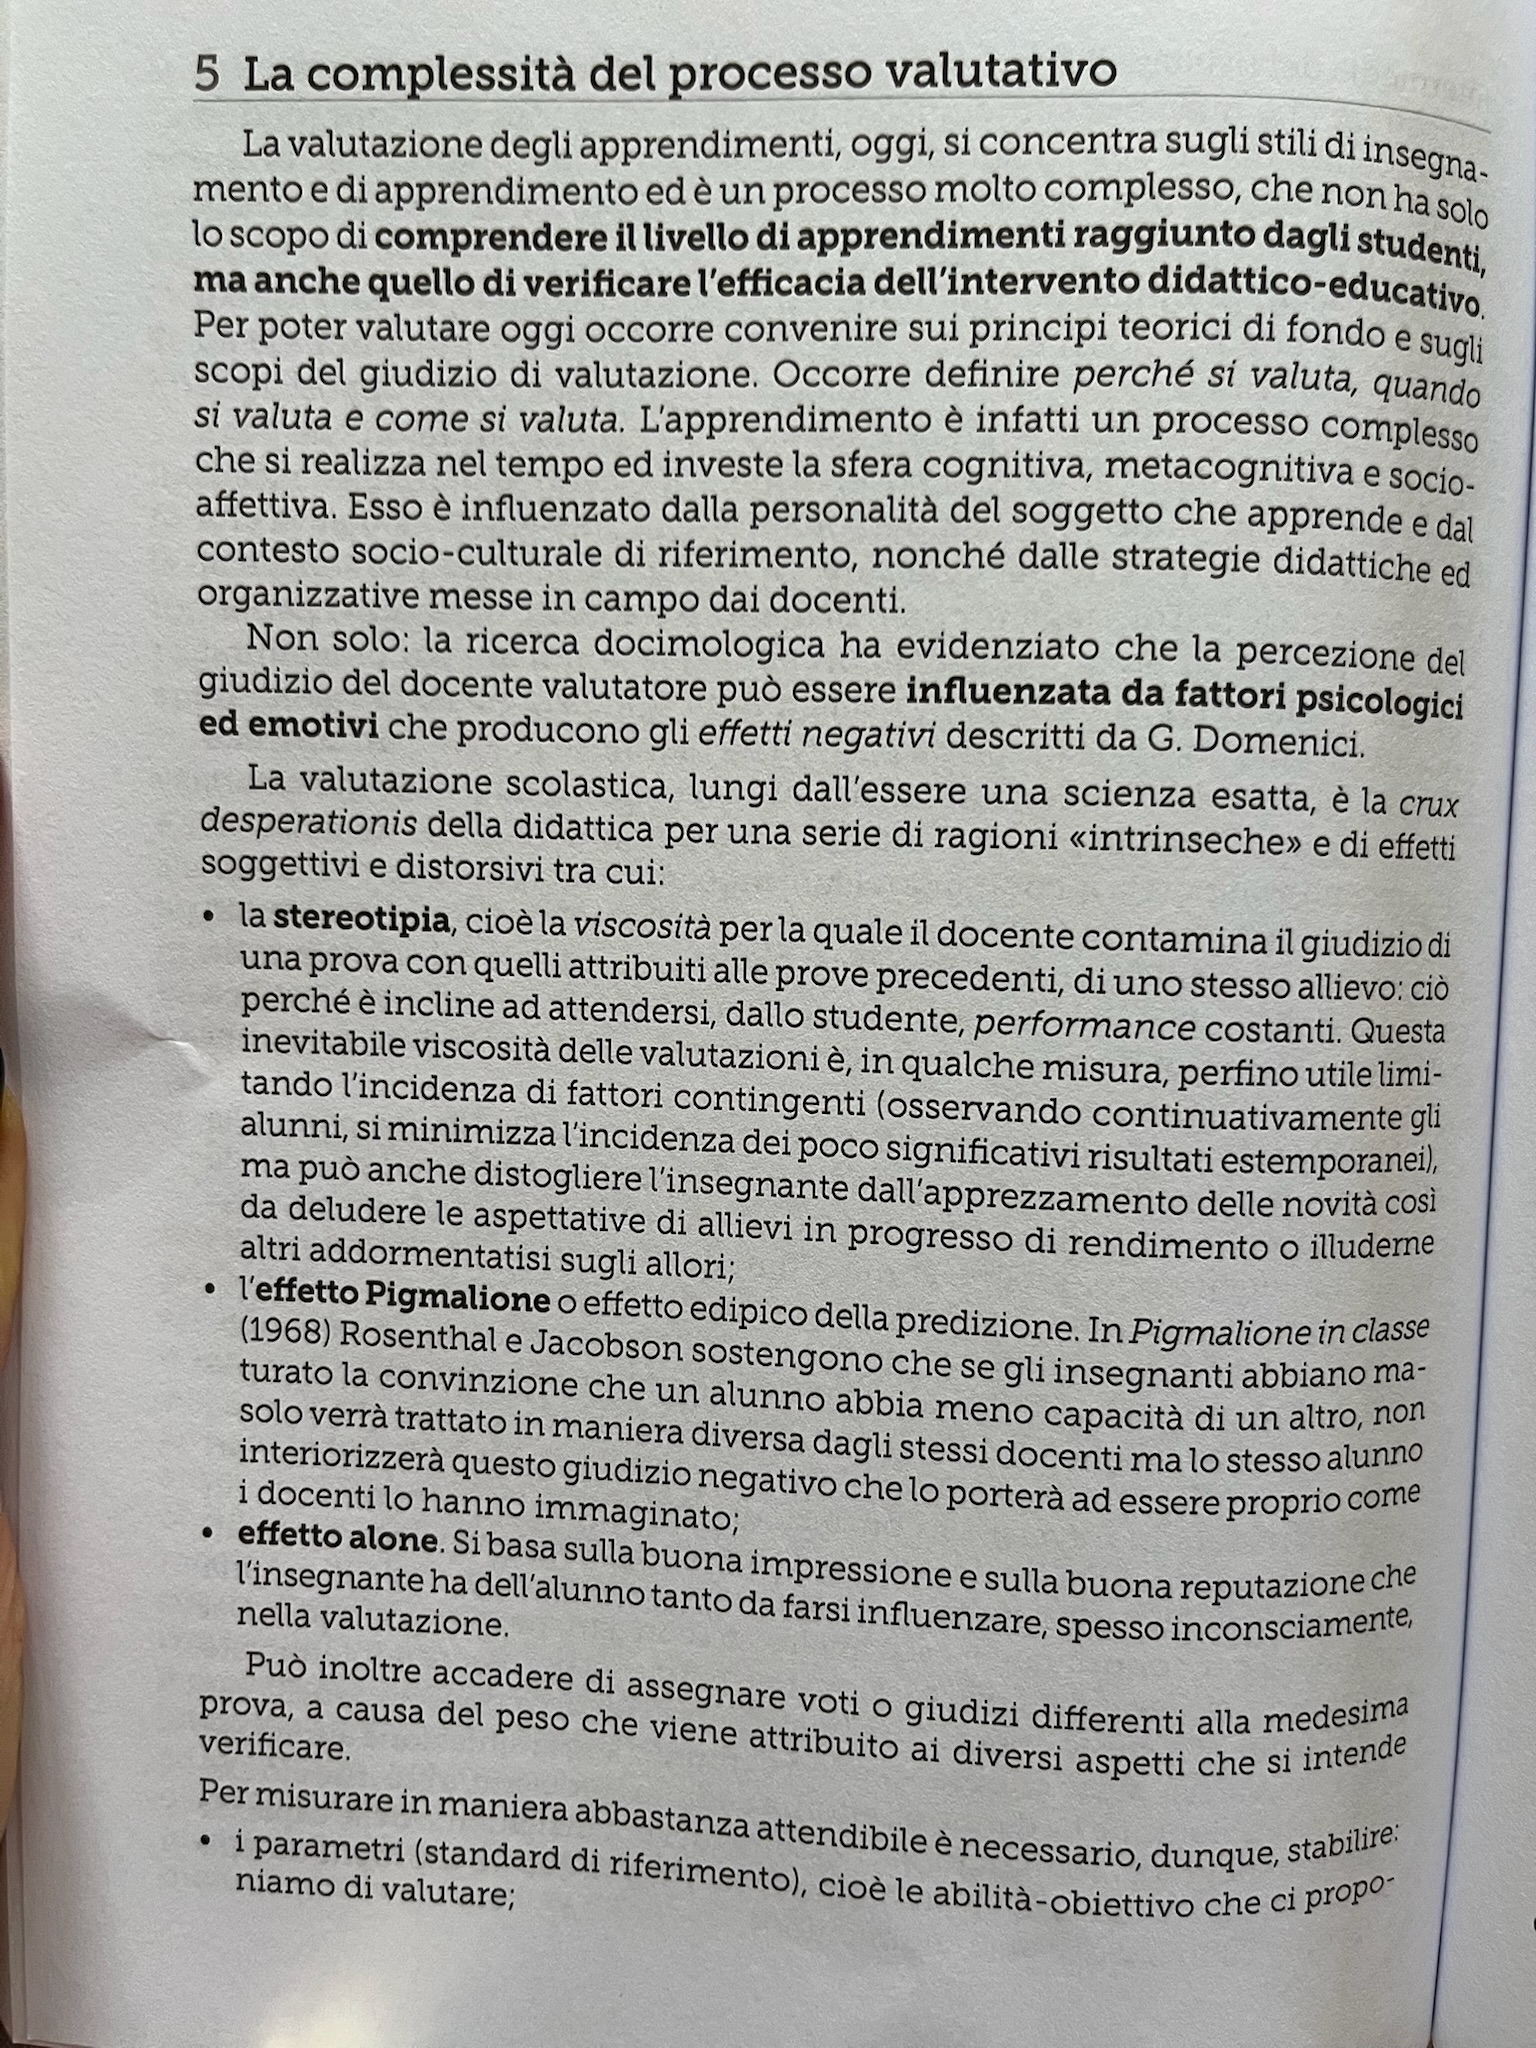 5 La complessità del processo valutativo
La valutazione degli apprendimenti, oggi, si concentra sugli stili di insegna-
mento e di apprendimento ed è un processo molto complesso, che non ha solo
lo scopo di comprendere il livello di apprendimenti raggiunto dagli studenti,
ma anche quello di verificare l'efficacia dell'intervento didattico-educativo.
Per poter valutare oggi occorre convenire sui principi teorici di fondo e sugli
scopi del giudizio di valutazione. Occorre definire perché si valuta, quando
si valuta e come si valuta. L'apprendimento è infatti un processo complesso
che si realizza nel tempo ed investe la sfera cognitiva, metacognitiva e socio-
affettiva. Esso è influenzato dalla personalità del soggetto che apprende e dal
contesto socio-culturale di riferimento, nonché dalle strategie didattiche ed
organizzative messe in campo dai docenti.
Non solo: la ricerca docimologica ha evidenziato che la percezione del
giudizio del docente valutatore può essere influenzata da fattori psicologici
ed emotivi che producono gli effetti negativi descritti da G. Domenici.
La valutazione scolastica, lungi dall'essere una scienza esatta, è la crux
desperationis della didattica per una serie di ragioni «intrinseche» e di effetti
soggettivi e distorsivi tra cui:
• la stereotipia, cioè la viscosità per la quale il docente contamina il giudizio di
una prova con quelli attribuiti alle prove precedenti, di uno stesso allievo: ciò
perché è incline ad attendersi, dallo studente, performance costanti. Questa
inevitabile viscosità delle valutazioni è, in qualche misura, perfino utile limi-
tando l'incidenza di fattori contingenti (osservando continuativamente gli
alunni, si minimizza l'incidenza dei poco significativi risultati estemporanei),
ma può anche distogliere l'insegnante dall'apprezzamento delle novità così
da deludere le aspettative di allievi in progresso di rendimento o illuderne
altri addormentatisi sugli allori;
• l'effetto Pigmalione o effetto edipico della predizione. In Pigmalione in classe
(1968) Rosenthal e Jacobson sostengono che se gli insegnanti abbiano ma-
turato la convinzione che un alunno abbia meno capacità di un altro, non
solo verrà trattato in maniera diversa dagli stessi docenti ma lo stesso alunno
interiorizzerà questo giudizio negativo che lo porterà ad essere proprio come
i docenti lo hanno immaginato;
• effetto alone. Si basa sulla buona impressione e sulla buona reputazione che
l'insegnante ha dell'alunno tanto da farsi influenzare, spesso inconsciamente,
nella valutazione.
Può inoltre accadere di assegnare voti o giudizi differenti alla medesima
prova, a causa del peso che viene attribuito ai diversi aspetti che si intende
verificare.
Per misurare in maniera abbastanza attendibile è necessario, dunque, stabilire:
• i parametri (standard di riferimento), cioè le abilità-obiettivo che ci propo-
niamo di valutare;